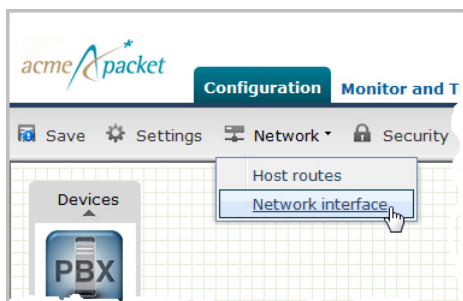 acme packet
Configuration Monitor and T
Save Settings Network Security
Host routes
Network interface
Devices
PBX